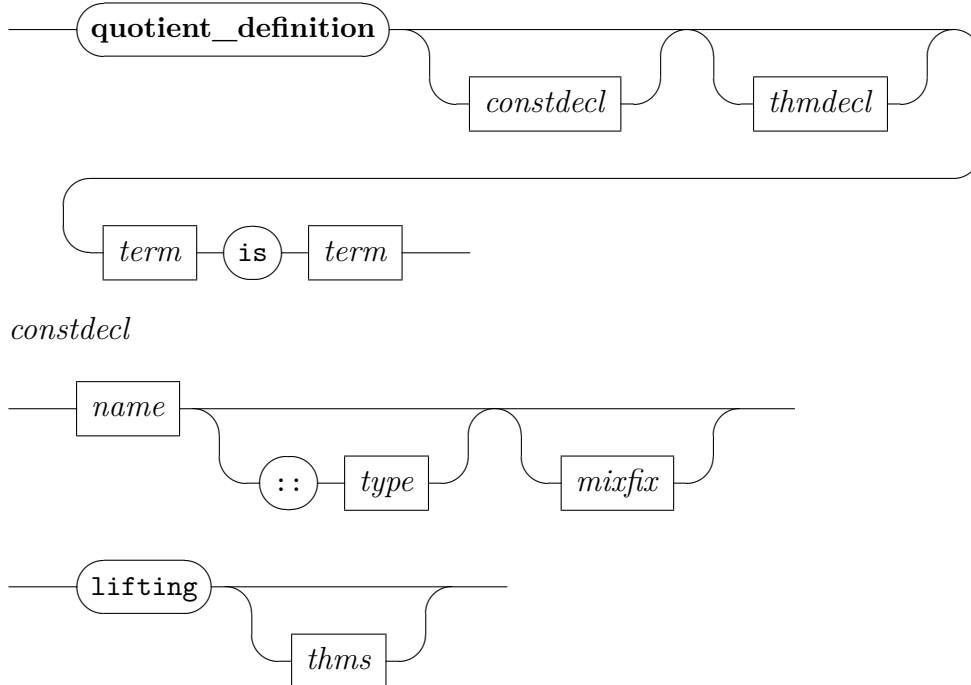 quotient_definition
constdecl thmdecl
term is term
constdecl
name
:: type mixfix
lifting
thms